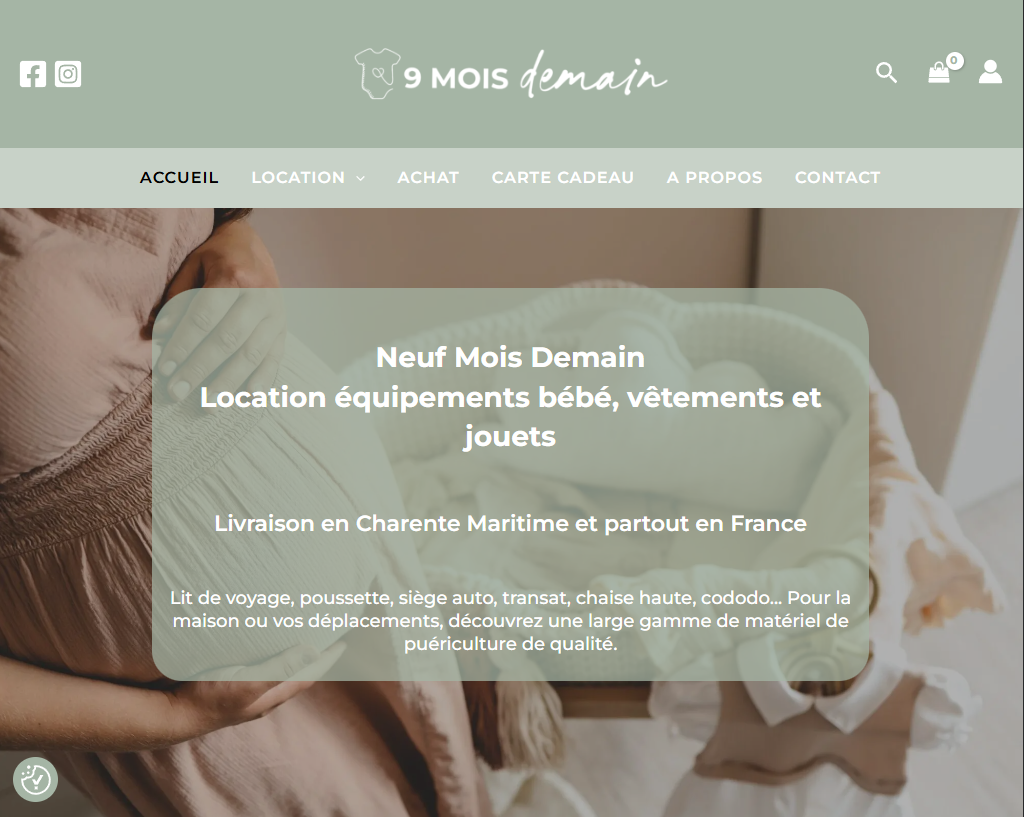 9 MOIS demain
0
ACCUEIL LOCATION ACHAT CARTE CADEAU A PROPOS CONTACT
Neuf Mois Demain
Location équipements bébé, vêtements et
jouets
Livraison en Charente Maritime et partout en France
Lit de voyage, poussette, siège auto, transat, chaise haute, cododo... Pour la
maison ou vos déplacements, découvrez une large gamme de matériel de
puériculture de qualité.